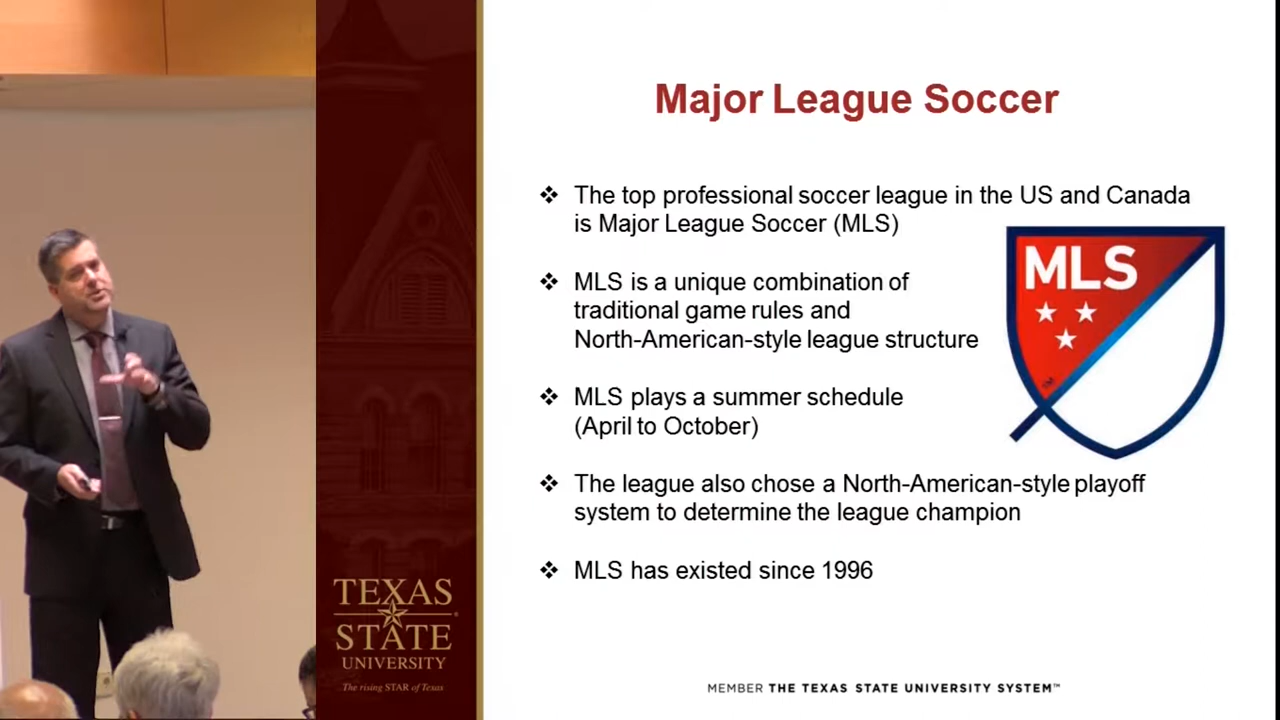 Major League Soccer
❖ The top professional soccer league in the US and Canada
is Major League Soccer (MLS)
❖ MLS is a unique combination of
traditional game rules and
North-American-style league structure
❖ MLS plays a summer schedule
(April to October)
❖ The league also chose a North-American-style playoff
system to determine the league champion
❖ MLS has existed since 1996
MLS
TEXAS
STATE
UNIVERSITY
The rising STAR of Texas
MEMBER THE TEXAS STATE UNIVERSITY SYSTEM™